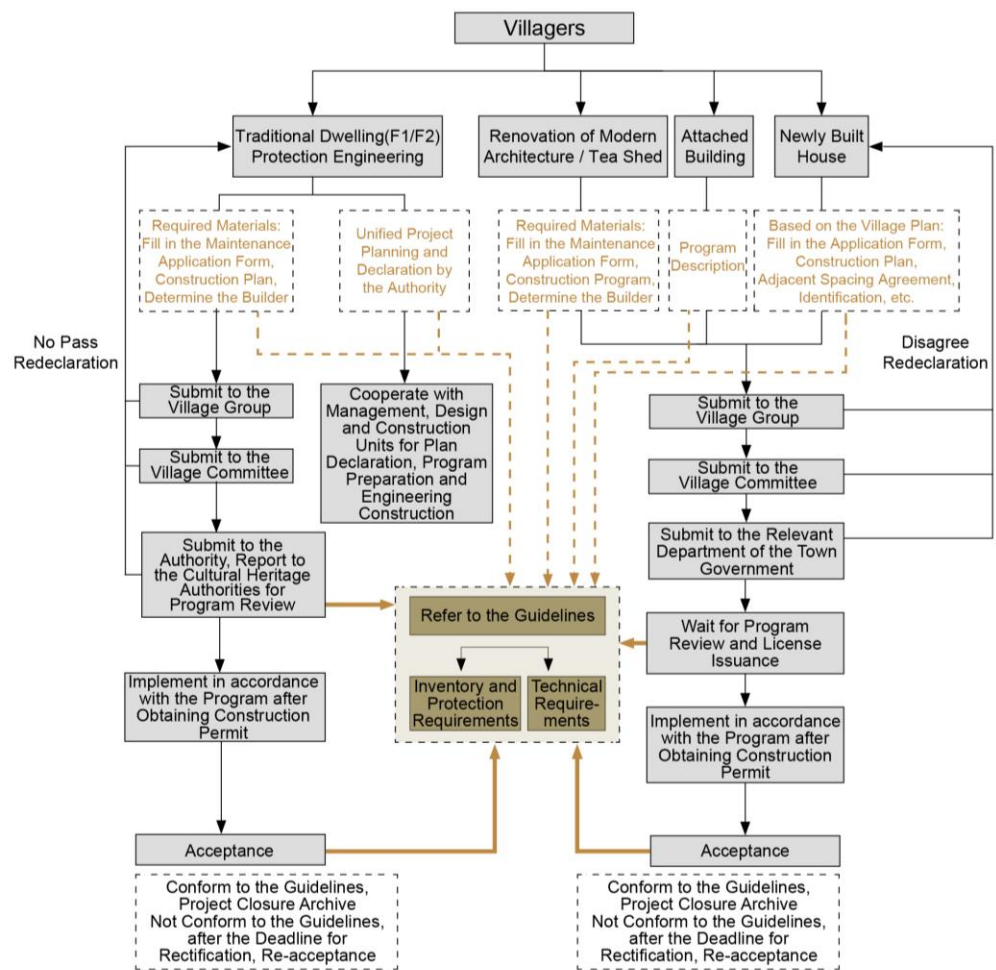 Villagers
Traditional Dwelling(F1/F2)
Protection Engineering
Renovation of Modern
Architecture / Tea Shed
Attached
Building
Newly Built
House
Required Materials:
Fill in the Maintenance
Application Form,
Construction Plan,
Determine the Builder
Unified Project
Planning and
Declaration by
the Authority
Required Materials:
Fill in the Maintenance
Application Form,
Construction Program,
Determine the Builder
Program
Description
Based on the Village Plan:
Fill in the Application Form,
Construction Plan,
Adjacent Spacing Agreement,
Identification, etc.
No Pass
Redeclaration
Disagree
Redeclaration
Submit to the
Village Group
Submit to the
Village Committee
Submit to the
Authority, Report to
the Cultural Heritage
Authorities for
Program Review
Implement in accordance
with the Program after
Obtaining Construction
Permit
Acceptance
Conform to the Guidelines,
Project Closure Archive
Not Conform to the Guidelines,
after the Deadline for
Rectification, Re-acceptance
Cooperate with
Management, Design
and Construction
Units for Plan
Declaration, Program
Preparation and
Engineering
Construction
Refer to the Guidelines
Inventory and
Protection
Requirements
Technical
Require-
ments
Submit to the
Village Group
Submit to the
Village Committee
Submit to the Relevant
Department of the Town
Government
Wait for Program
Review and License
Issuance
Implement in accordance
with the Program after
Obtaining Construction
Permit
Acceptance
Conform to the Guidelines,
Project Closure Archive
Not Conform to the Guidelines,
after the Deadline for
Rectification, Re-acceptance